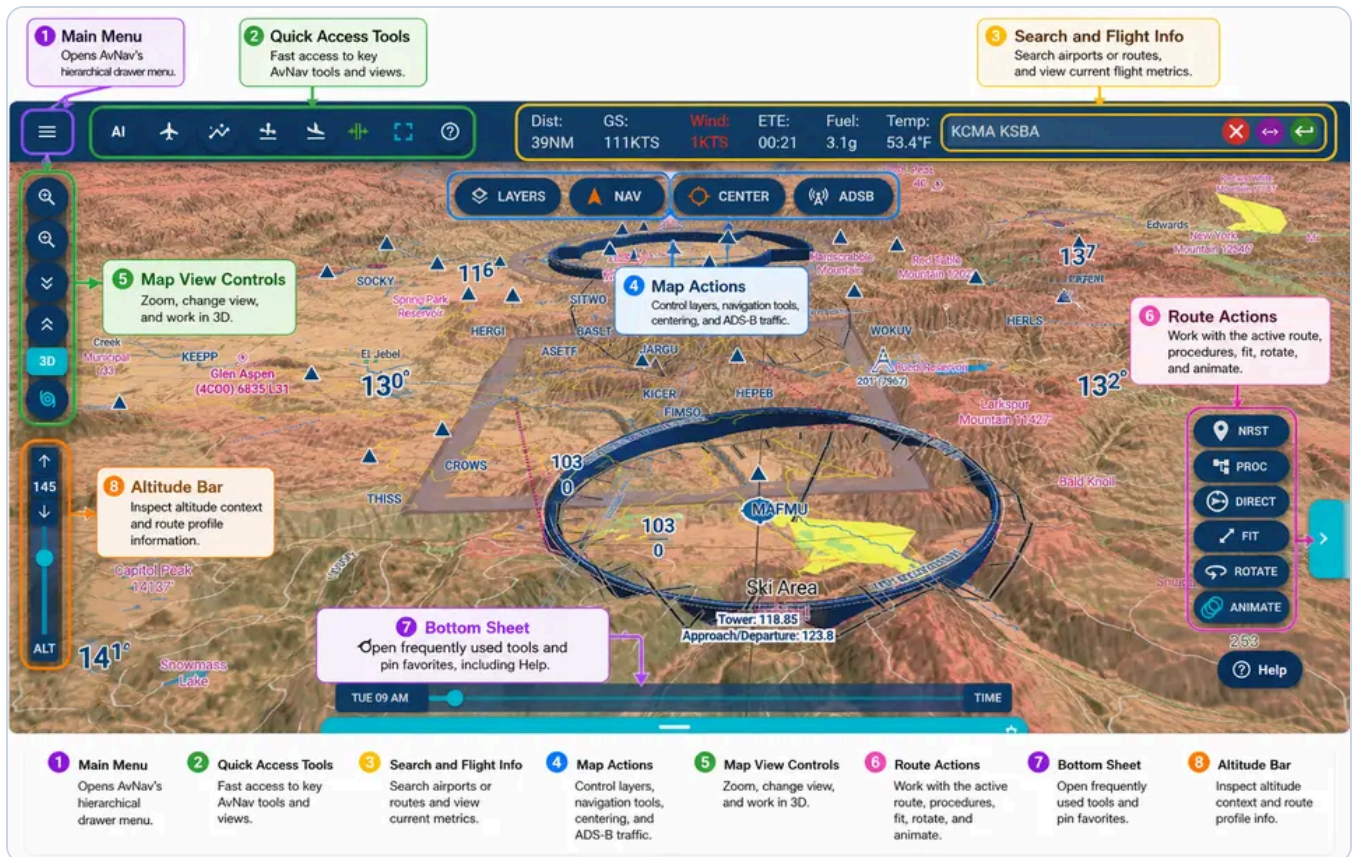 1 Main Menu
Opens AvNav's
hierarchical drawer menu.
2 Quick Access Tools
Fast access to key
AvNav tools and views.
3 Search and Flight Info
Search airports or routes,
and view current flight metrics.
AI
Dist: GS: Wind: ETE: Fuel: Temp:
39NM 111KTS 1KTS 00:21 3.1g 53.4°F
KCMA KSBA
LAYERS NAV CENTER ADSB
40
Edwards
New York
Mountain 12846'
137
116
SOCKY
Hardscrabble
Mountain
Red Table
Mountain 1202
5 Map View Controls
Zoom, change view,
and work in 3D.
4 Map Actions
Control layers, navigation tools,
centering, and ADS-B traffic.
Spring Park
Reservoir
SITWO
HERGI
BASLT
WOKUV
HERLS
6 Route Actions
Work with the active route,
procedures, fit, rotate,
and animate.
Creek
Municipal
133
KEEPP
El Jebel
ASETF
JARGU
3D
Glen Aspen
(4CO0) 6835 L31
130°
Ruedi Reservoir
201' (7967)
132°
KICER
HEPEB
FIMSO
Larkspur
Mountain 11427'
NRST
PROC
DIRECT
FIT
ROTATE
ANIMATE
145
CROWS
103
0
THISS
Bald Knoll
8 Altitude Bar
Inspect altitude context
and route profile
information.
MAFMU
103
0
Capitol Peak
14137'
Ski Area
Tower: 118.85
Approach/Departure: 123.8
7 Bottom Sheet
Open frequently used tools and
pin favorites, including Help.
ALT
141°
Snowmass
Lake
253
Help
TUE 09 AM TIME
1 Main Menu
Opens AvNav's
hierarchical
drawer menu.
2 Quick Access Tools
Fast access to key
AvNav tools and
views.
3 Search and Flight Info
Search airports or
routes and view
current metrics.
4 Map Actions
Control layers,
navigation tools,
centering, and
ADS-B traffic.
5 Map View Controls
Zoom, change view,
and work in 3D.
6 Route Actions
Work with the active
route, procedures,
fit, rotate, and
animate.
7 Bottom Sheet
Open frequently
used tools and
pin favorites.
8 Altitude Bar
Inspect altitude
context and route
profile info.